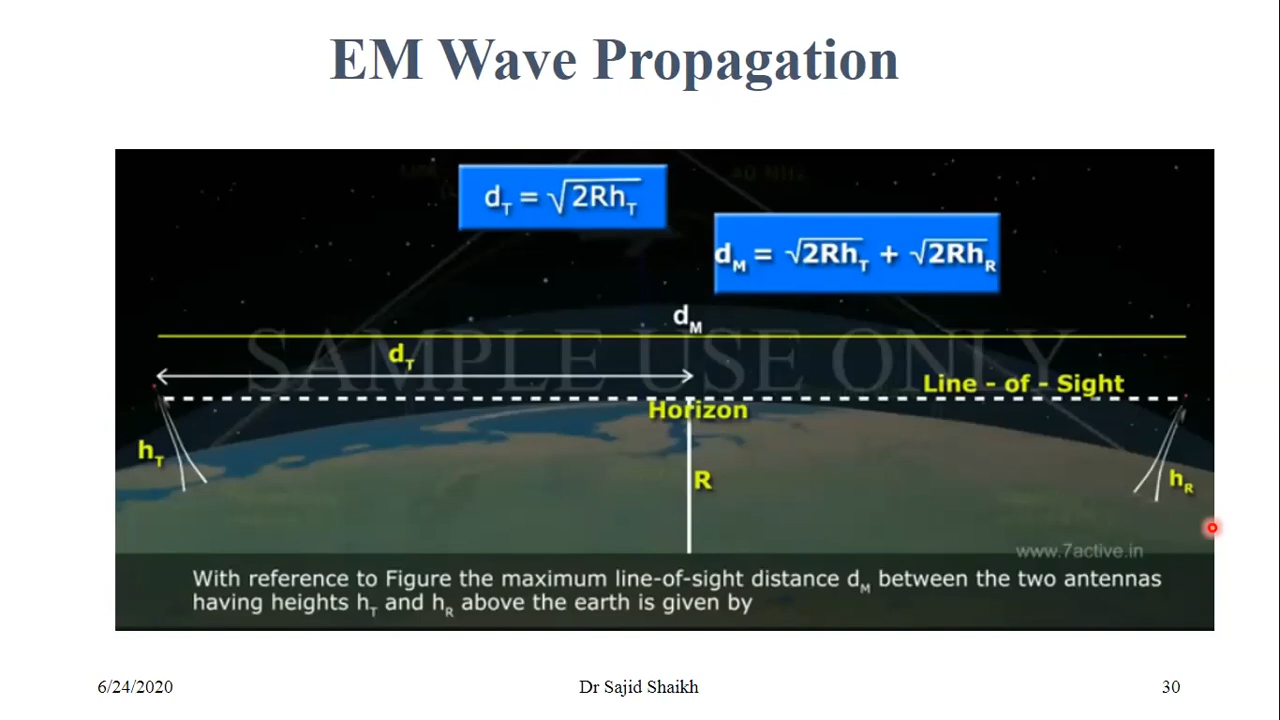 EM Wave Propagation
d_T = √2Rh_T
d_M = √2Rh_T + √2Rh_R
d_M
SAMPLE USE ONLY
d_T
Line - of - Sight
Horizon
h_T
R
h_R
www.7active.in
With reference to Figure the maximum line-of-sight distance d_M between the two antennas
having heights h_T and h_R above the earth is given by
6/24/2020 Dr Sajid Shaikh 30